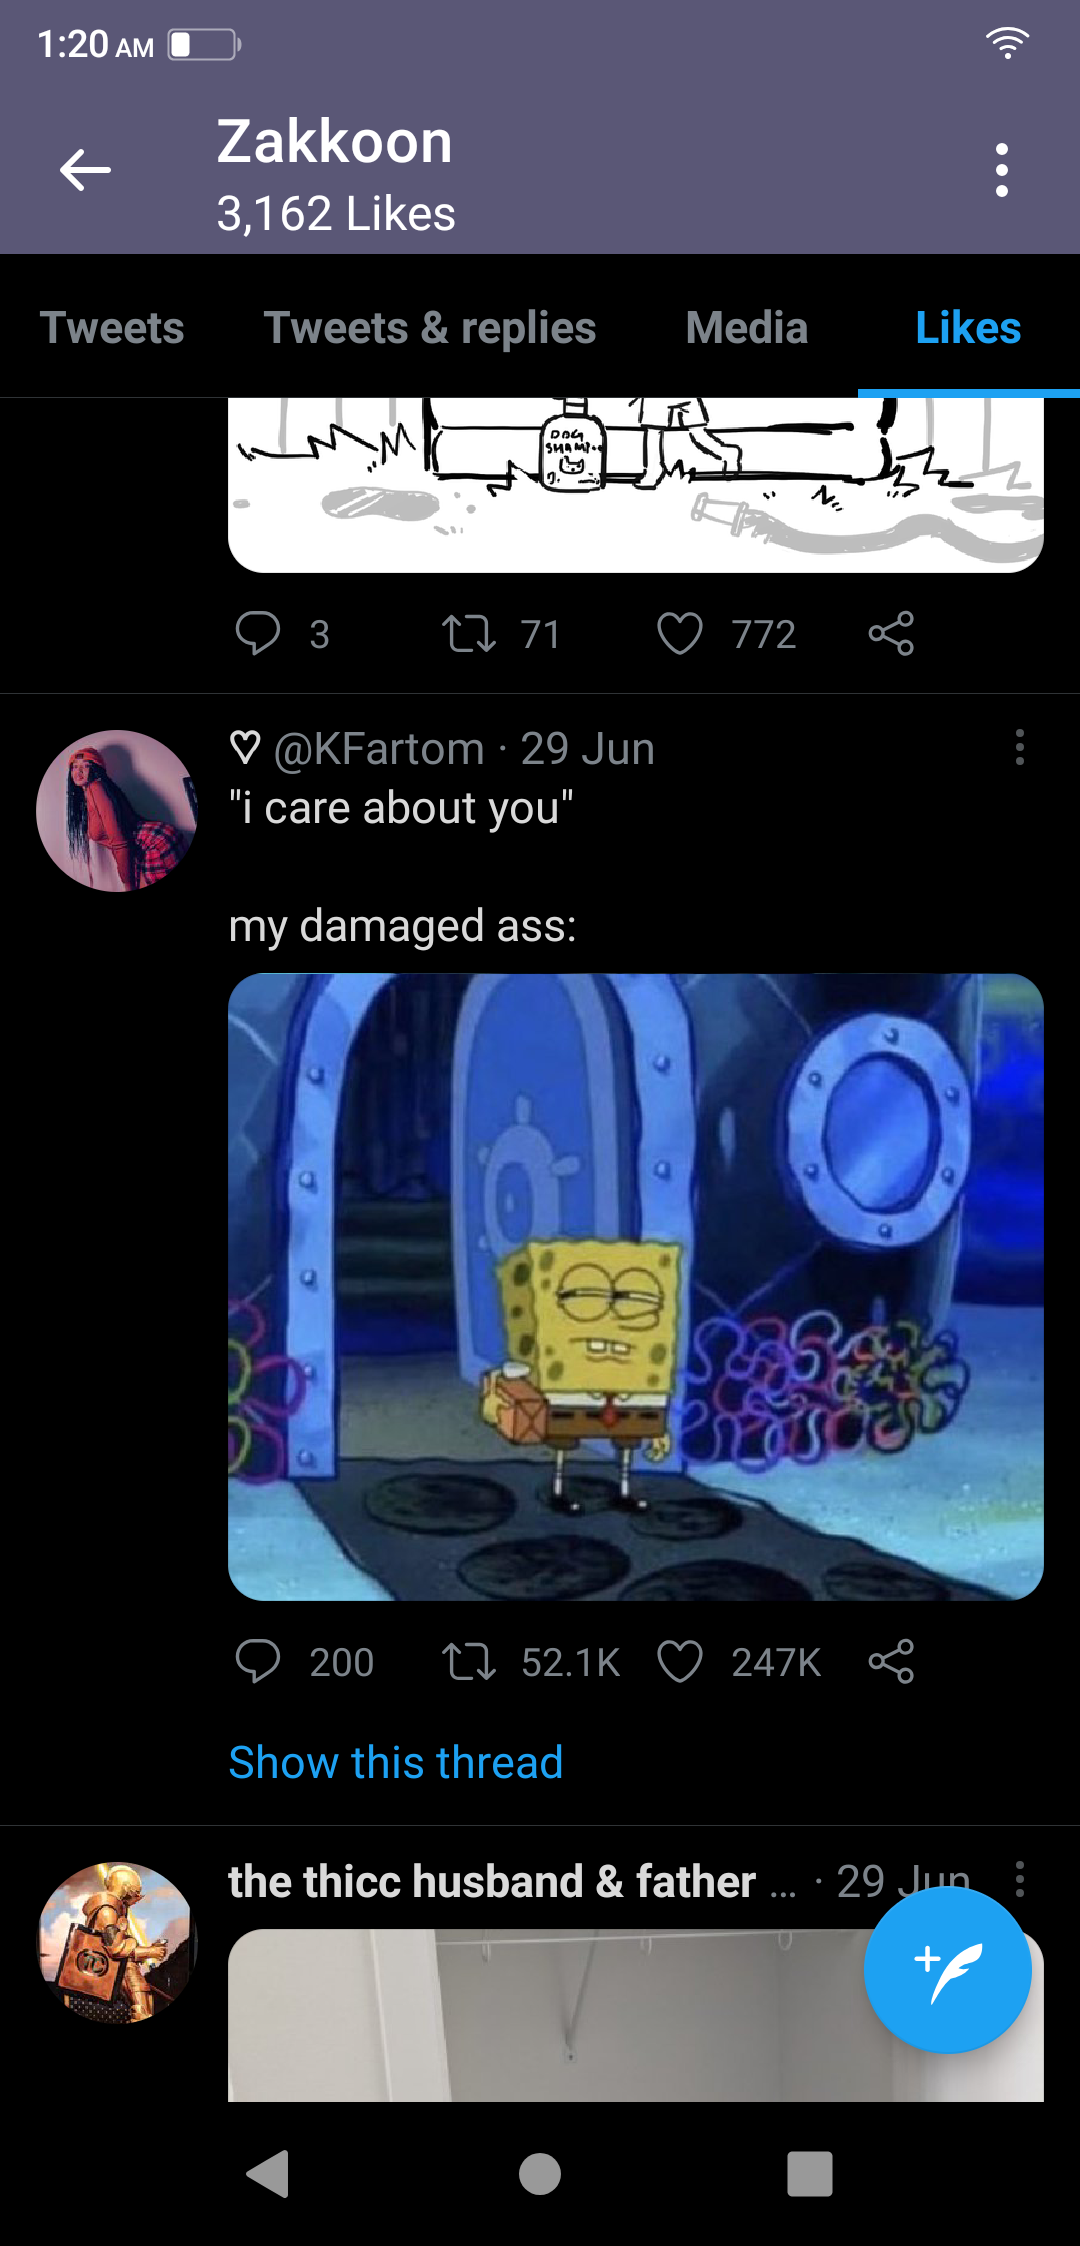 1:20 AM
Zakkoon
3,162 Likes
Tweets
Tweets & replies
Media
Likes
DOG
3
71
772
♡ @KFartom · 29 Jun
"i care about you"
my damaged ass:
200
52.1K
247K
Show this thread
the thicc husband & father ... · 29 Jun